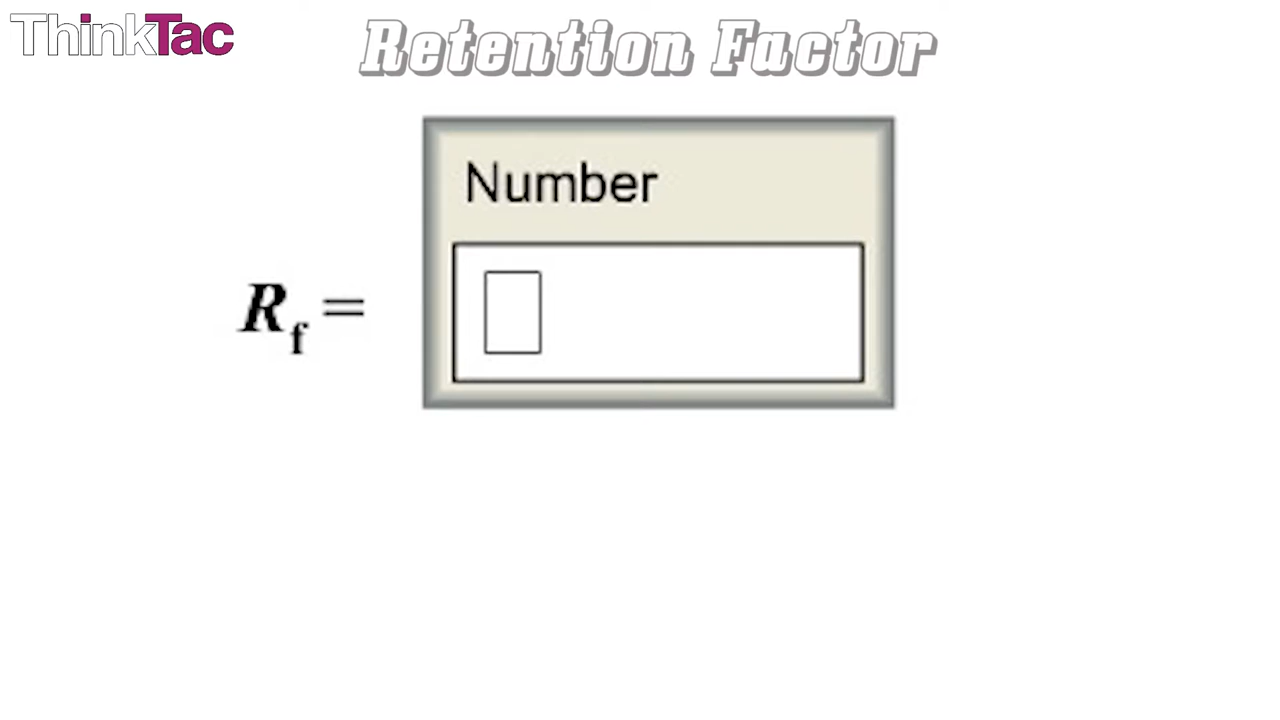 ThinkTac
Retention Factor
Number
Rf =